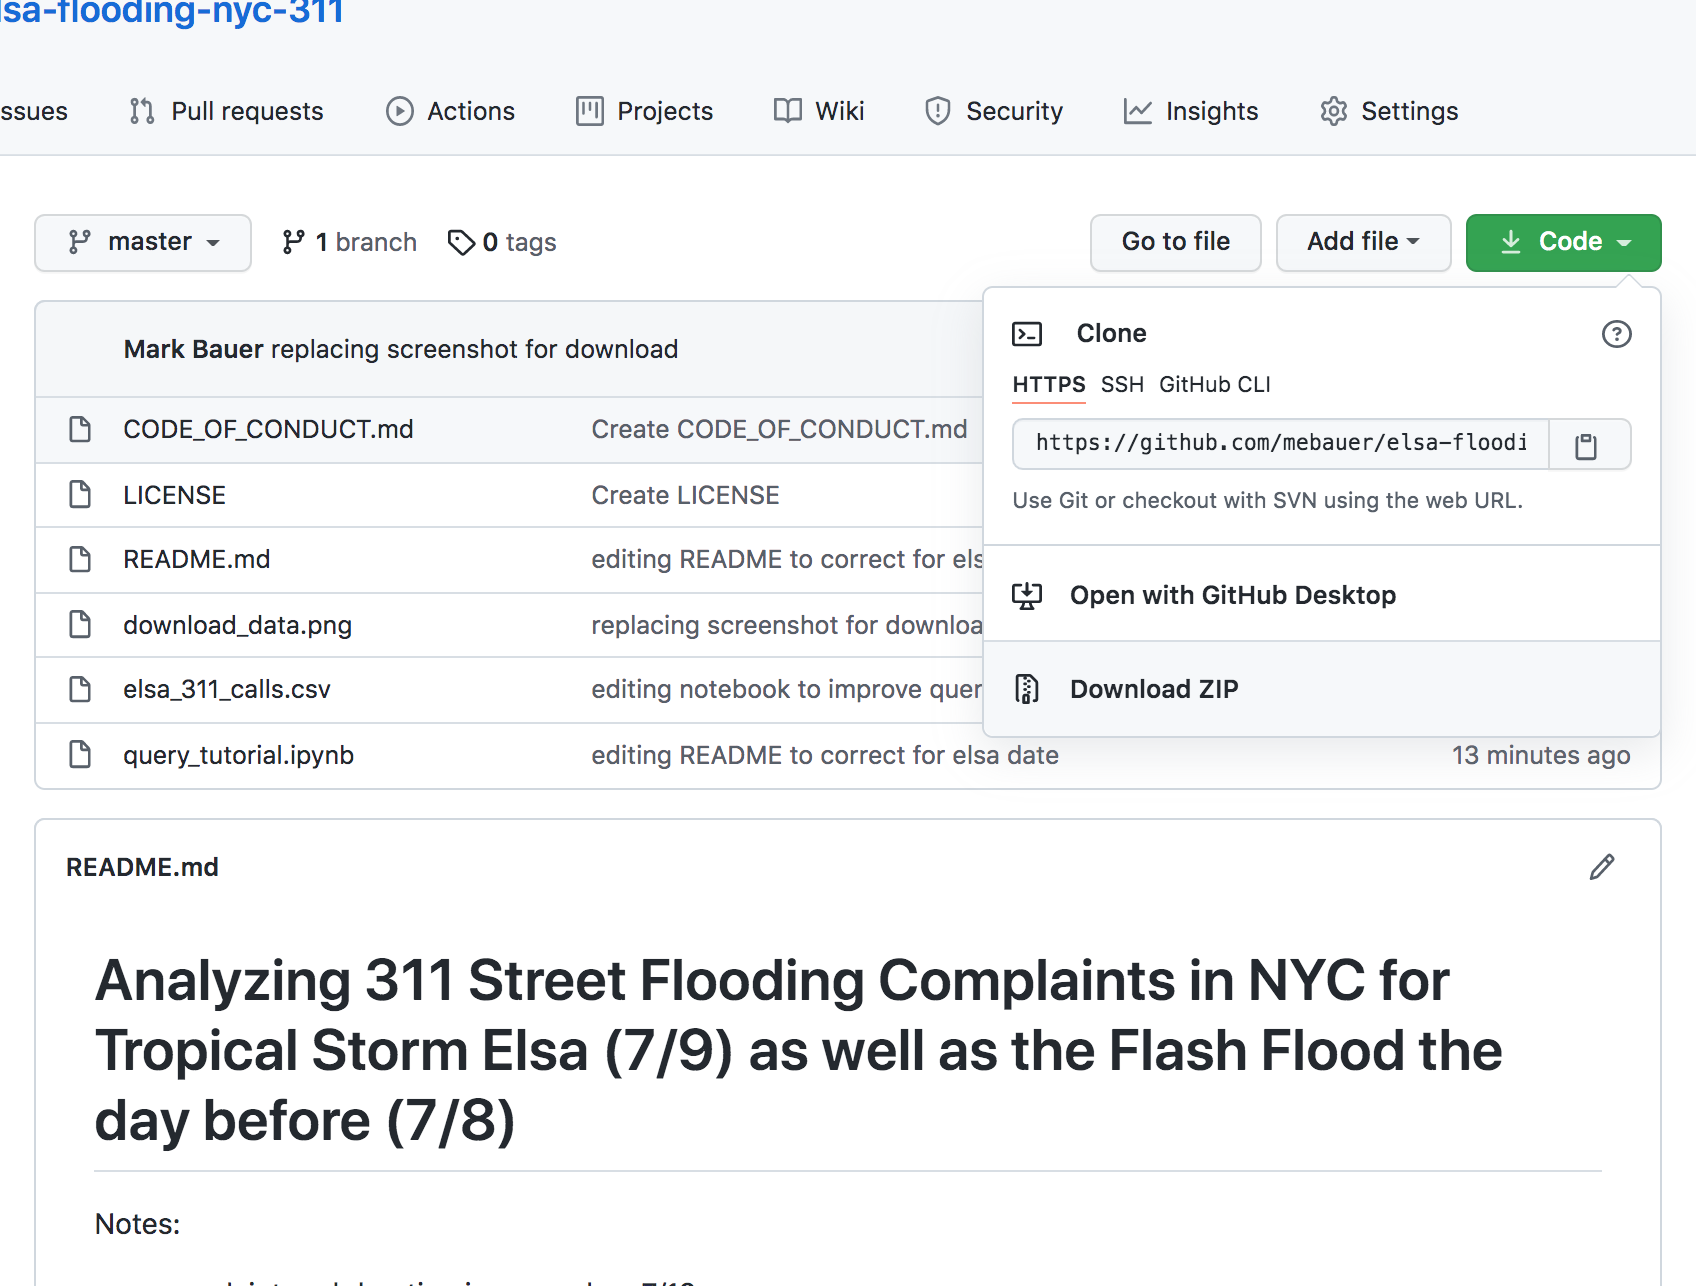 lsa-flooding-nyc-311
ssues Pull requests Actions Projects Wiki Security Insights Settings
master 1 branch 0 tags Go to file Add file Code
Mark Bauer replacing screenshot for download
CODE_OF_CONDUCT.md Create CODE_OF_CONDUCT.md
LICENSE Create LICENSE
README.md editing README to correct for els
download_data.png replacing screenshot for downloa
elsa_311_calls.csv editing notebook to improve quer
query_tutorial.ipynb editing README to correct for elsa date 13 minutes ago
Clone
HTTPS SSH GitHub CLI
https://github.com/mebauer/elsa-floodi
Use Git or checkout with SVN using the web URL.
Open with GitHub Desktop
Download ZIP
README.md
Analyzing 311 Street Flooding Complaints in NYC for
Tropical Storm Elsa (7/9) as well as the Flash Flood the
day before (7/8)
Notes: